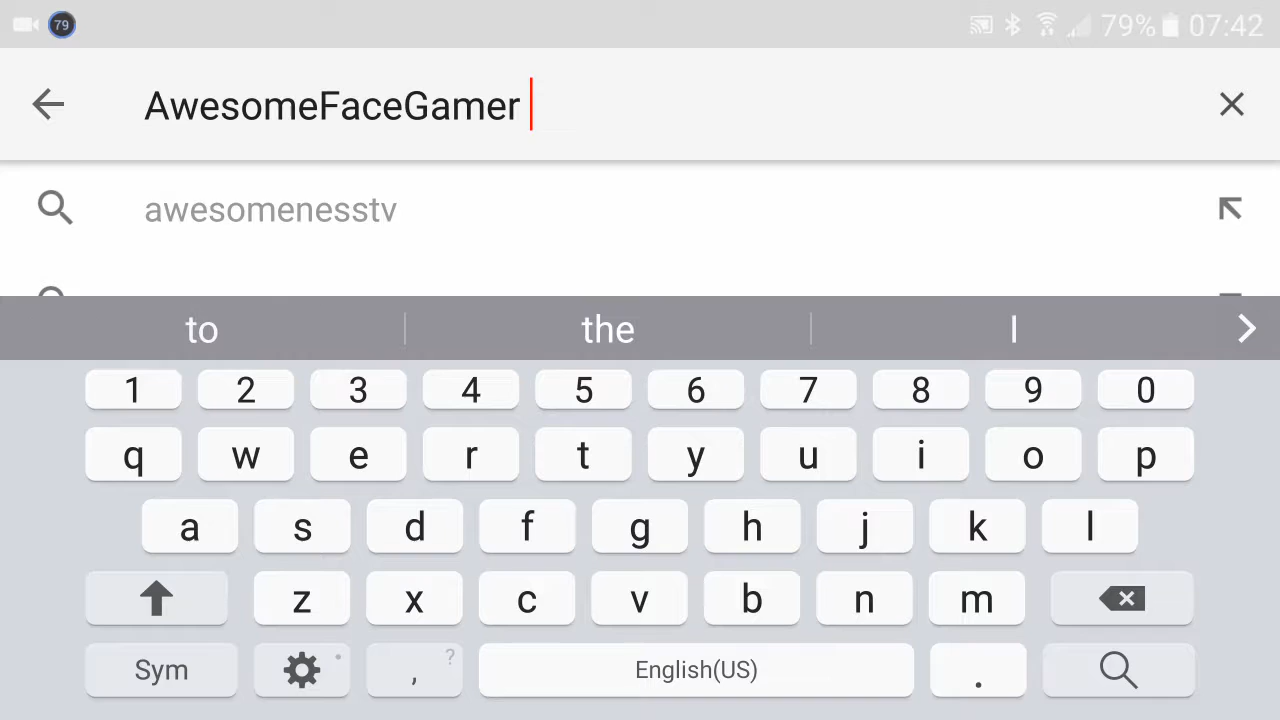 79 79% 07:42
AwesomeFaceGamer
awesomenesstv
to the I
1 2 3 4 5 6 7 8 9 0
q w e r t y u i o p
a s d f g h j k l
z x c v b n m
Sym , ? English(US) .